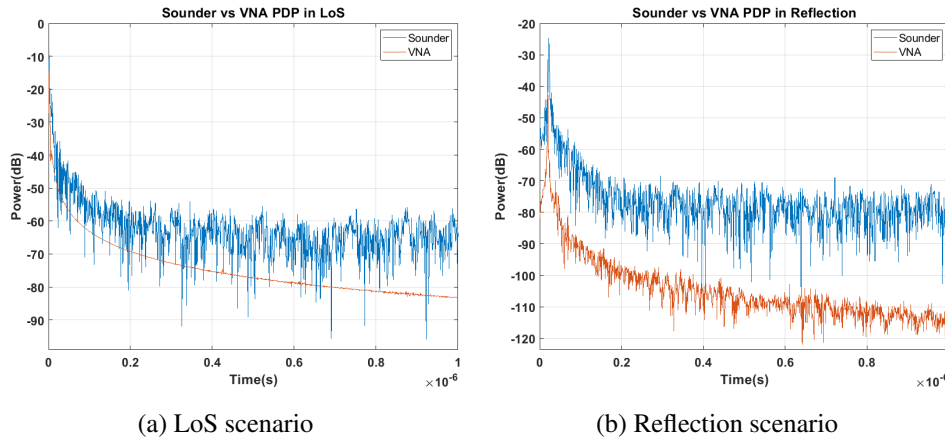 Sounder vs VNA PDP in LoS
Sounder
VNA
0
-10
-20
-30
-40
-50
-60
-70
-80
-90
Power(dB)
0
0.2
0.4
0.6
0.8
1
Time(s)
×10⁻⁶
(a) LoS scenario
Sounder vs VNA PDP in Reflection
Sounder
VNA
-20
-30
-40
-50
-60
-70
-80
-90
-100
-110
-120
Power(dB)
0
0.2
0.4
0.6
0.8
1
Time(s)
×10⁻⁶
(b) Reflection scenario